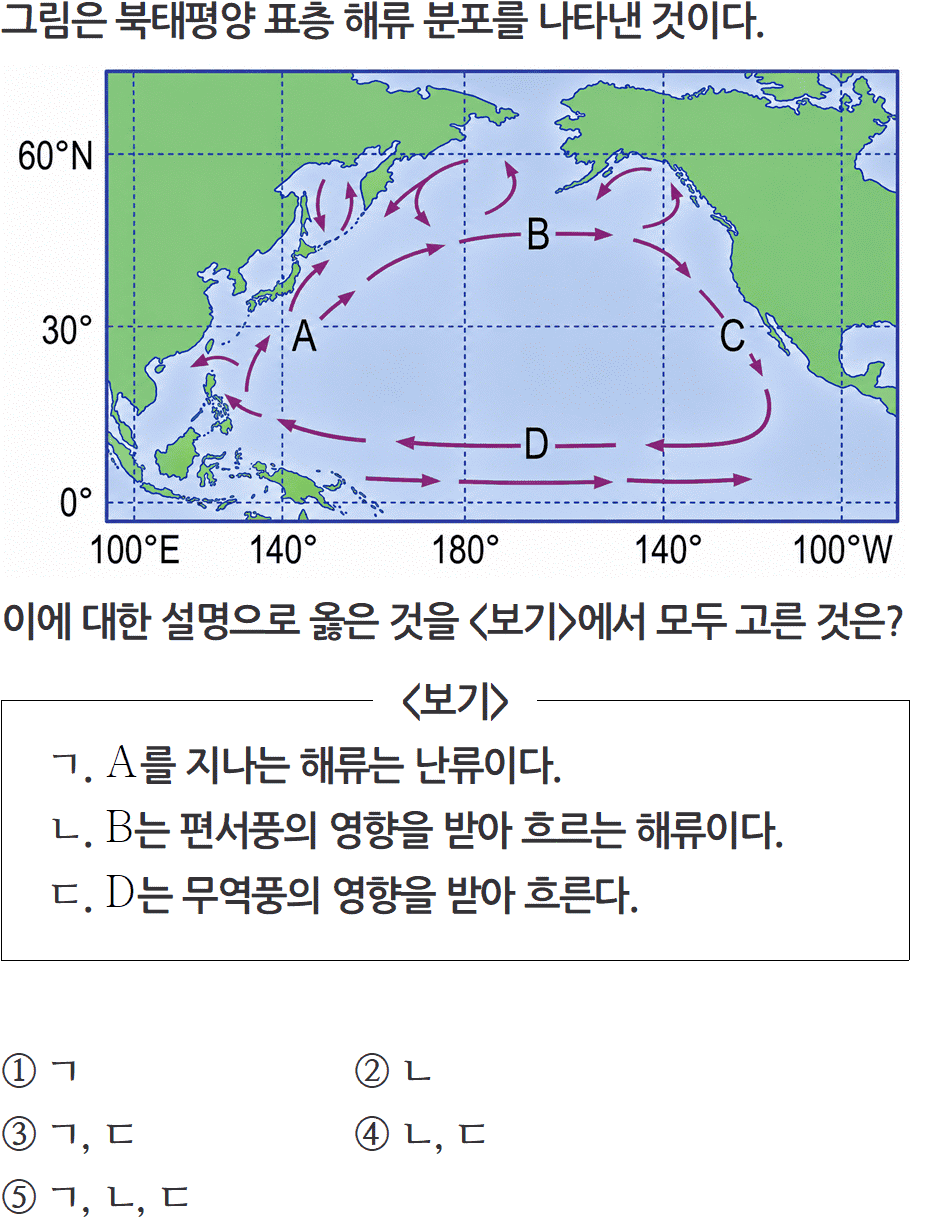 그림은 북태평양 표층 해류 분포를 나타낸 것이다.
60°N
B
30°
A
C
D
0°
100°E 140° 180° 140° 100°W
이에 대한 설명으로 옳은 것을 <보기>에서 모두 고른 것은?
<보기>
ㄱ. A를 지나는 해류는 난류이다.
ㄴ. B는 편서풍의 영향을 받아 흐르는 해류이다.
ㄷ. D는 무역풍의 영향을 받아 흐른다.
① ㄱ ② ㄴ
③ ㄱ, ㄷ ④ ㄴ, ㄷ
⑤ ㄱ, ㄴ, ㄷ